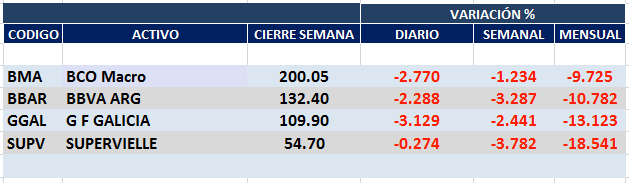 VARIACIÓN %
CODIGO ACTIVO CIERRE SEMANA DIARIO SEMANAL MENSUAL
BMA BCO Macro 200.05 -2.770 -1.234 -9.725
BBAR BBVA ARG 132.40 -2.288 -3.287 -10.782
GGAL G F GALICIA 109.90 -3.129 -2.441 -13.123
SUPV SUPERVIELLE 54.70 -0.274 -3.782 -18.541